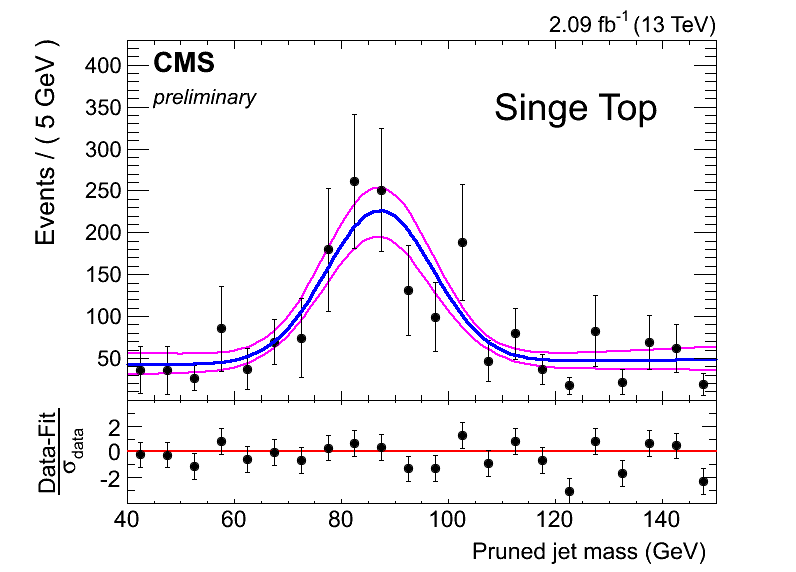 2.09 fb-1 (13 TeV)
CMS
preliminary
Singe Top
Events / ( 5 GeV )
400
350
300
250
200
150
100
50
Data-Fit
σdata
2
0
-2
40 60 80 100 120 140
Pruned jet mass (GeV)